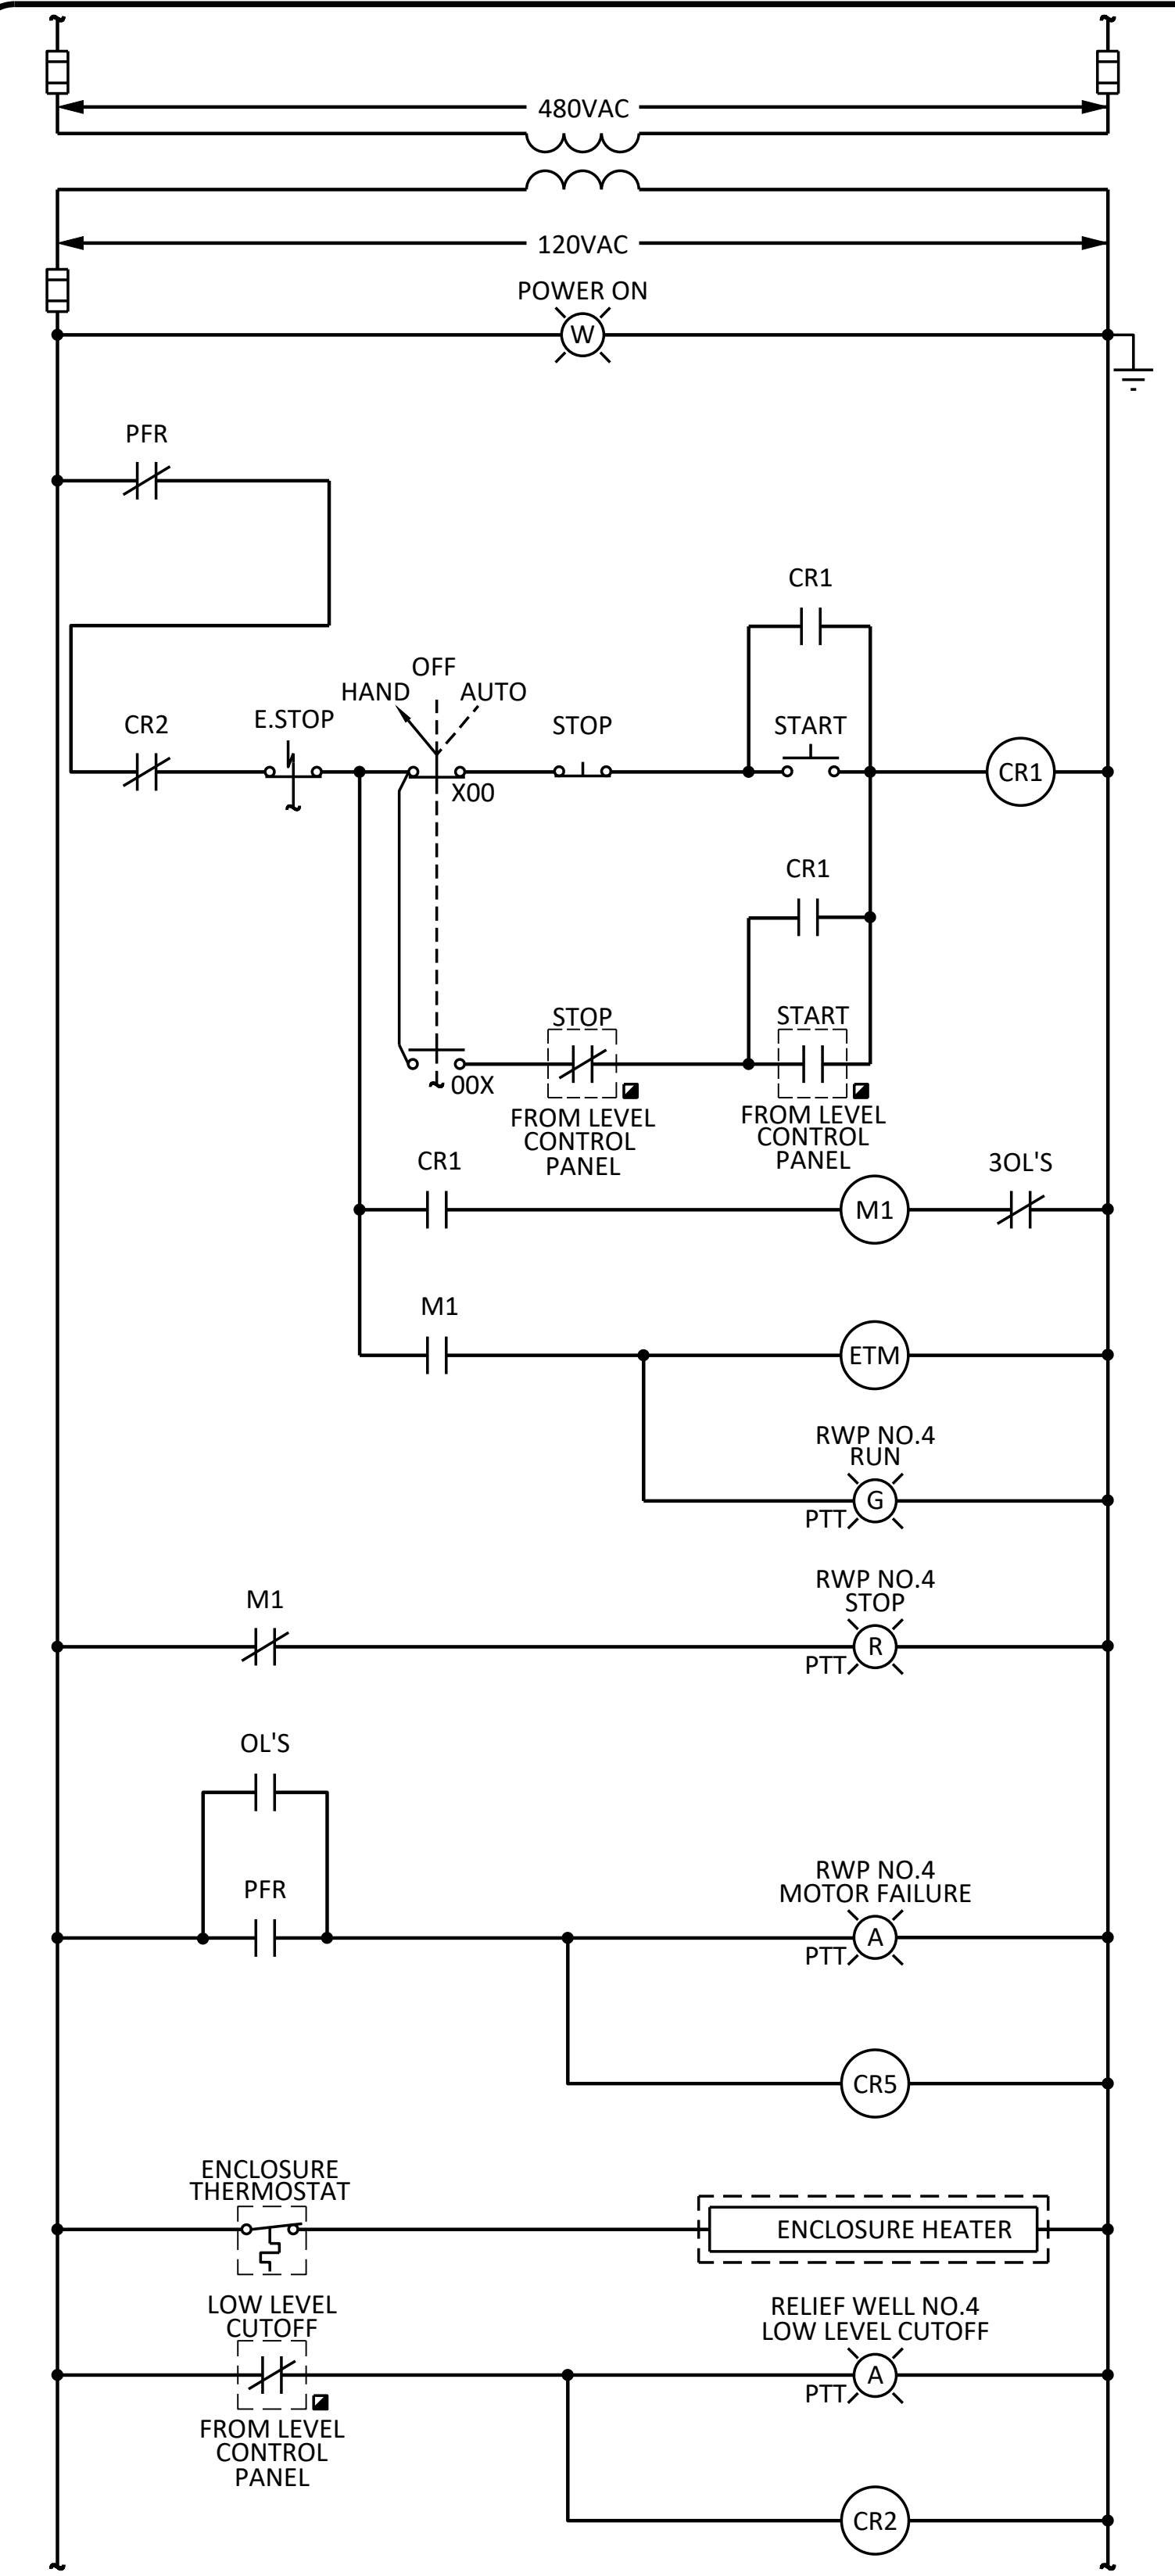 480VAC
120VAC
POWER ON
W
PFR
CR1
OFF
HAND
AUTO
CR2
E.STOP
STOP
START
X00
CR1
CR1
STOP
START
00X
FROM LEVEL
CONTROL
PANEL
FROM LEVEL
CONTROL
PANEL
CR1
3OL'S
M1
M1
ETM
RWP NO.4
RUN
G
PTT
M1
RWP NO.4
STOP
R
PTT
OL'S
PFR
RWP NO.4
MOTOR FAILURE
A
PTT
CR5
ENCLOSURE
THERMOSTAT
ENCLOSURE HEATER
LOW LEVEL
CUTOFF
RELIEF WELL NO.4
LOW LEVEL CUTOFF
A
PTT
FROM LEVEL
CONTROL
PANEL
CR2